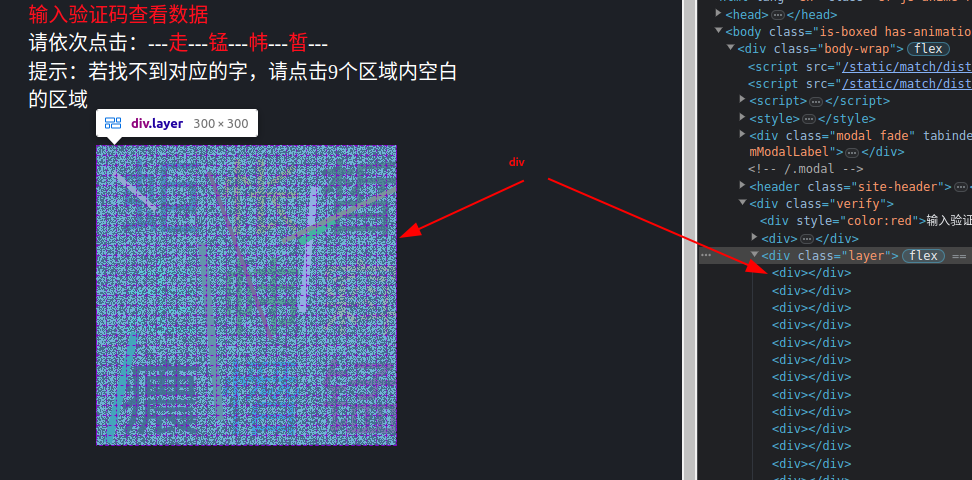 输入验证码查看数据
请依次点击：---走---铥---帏---皙---
提示：若找不到对应的字，请点击9个区域内空白
的区域
div.layer 300 × 300
div
<head> ⋯ </head>
<body class="is-boxed has-animatio
<div class="body-wrap"> flex
<script src="/static/match/dist
<script src="/static/match/dist
<script> ⋯ </script>
<style> ⋯ </style>
<div class="modal fade" tabinde
mModalLabel"> ⋯ </div>
<!-- /.modal -->
<header class="site-header"> ⋯ <
<div class="verify">
<div style="color:red">输入验证
<div> ⋯ </div>
⋯ <div class="layer"> flex ==
<div></div>
<div></div>
<div></div>
<div></div>
<div></div>
<div></div>
<div></div>
<div></div>
<div></div>
<div></div>
<div></div>
<div></div>